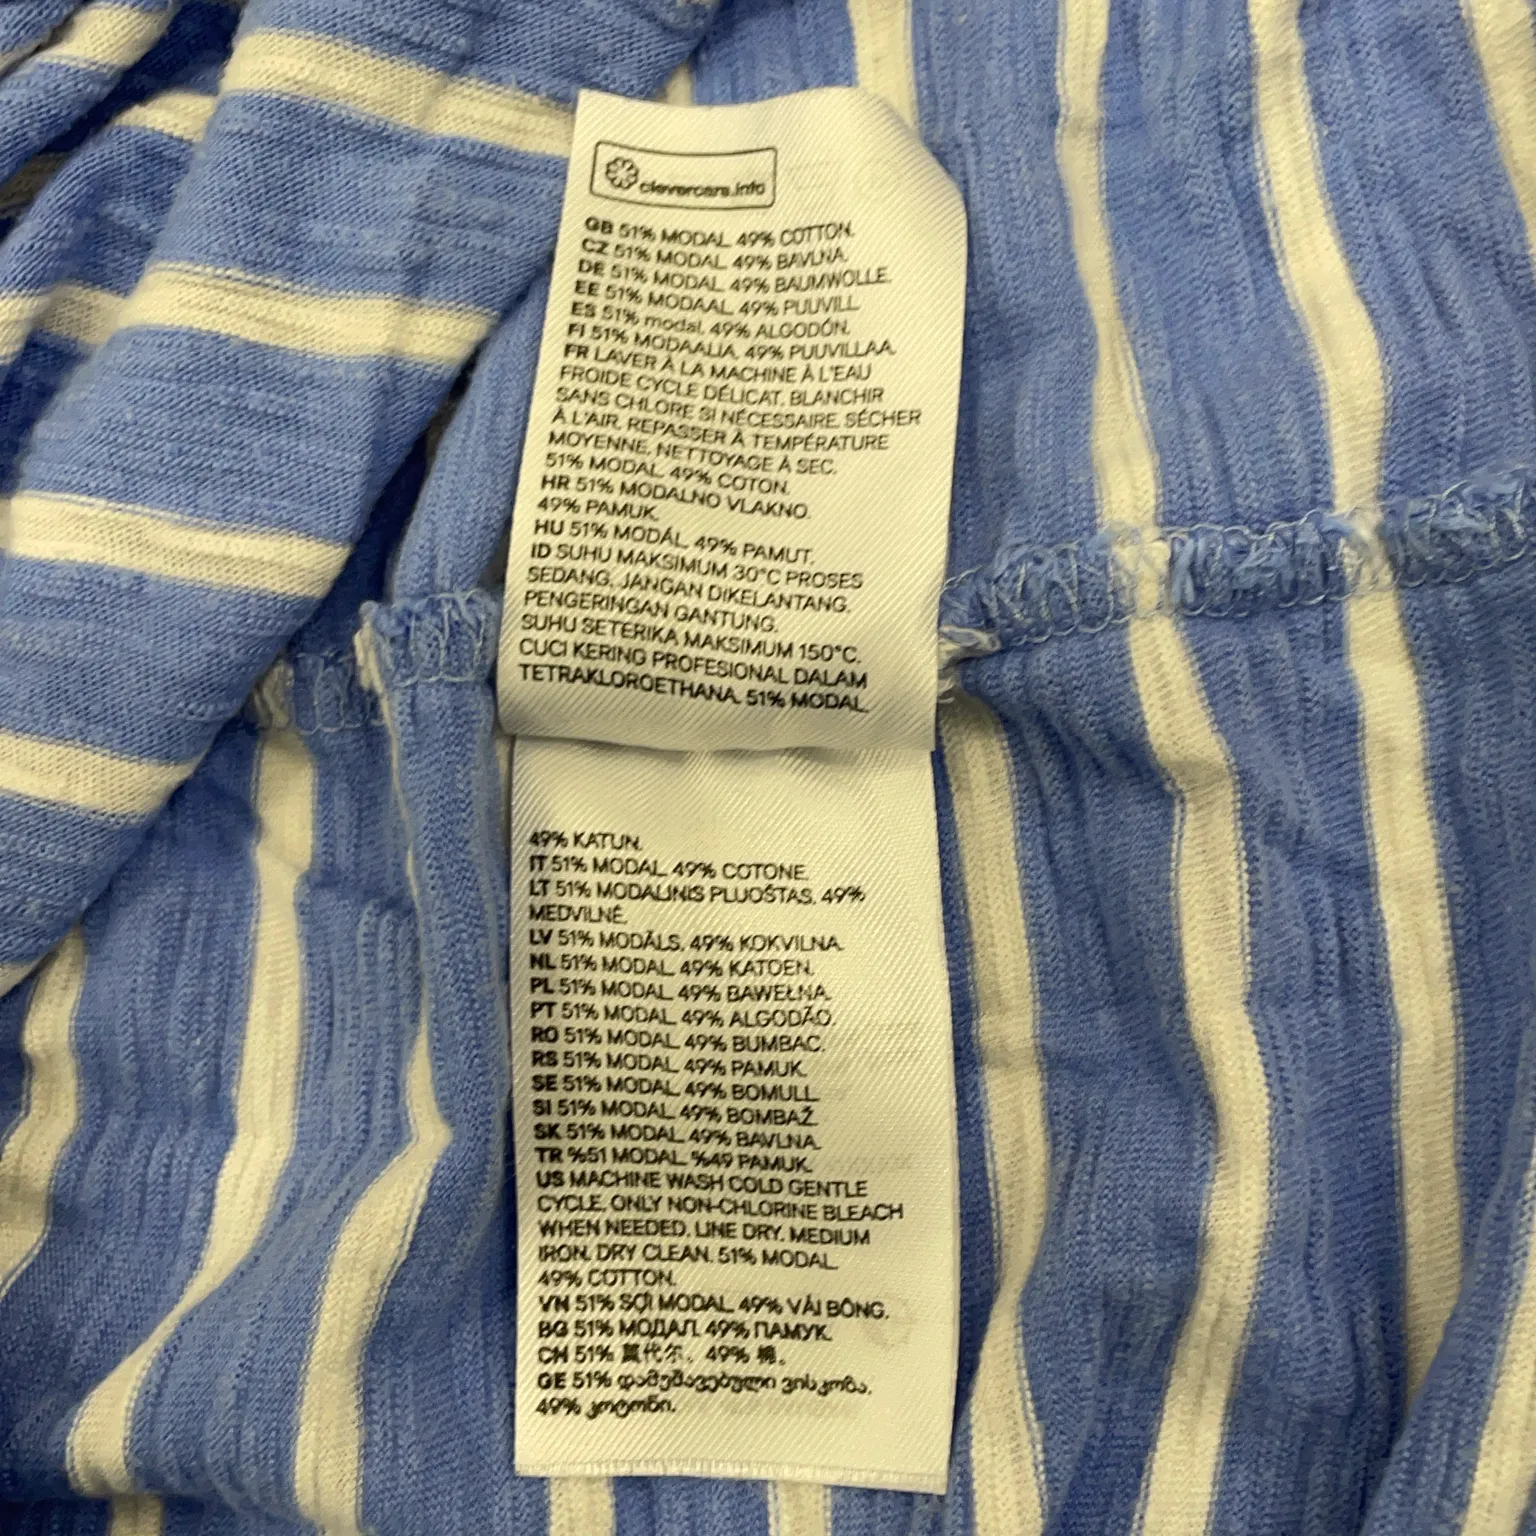 clevercare.info
GB 51% MODAL. 49% COTTON.
CZ 51% MODAL. 49% BAVLNA.
DE 51% MODAL. 49% BAUMWOLLE.
EE 51% MODAAL. 49% PUUVILL.
ES 51% modal. 49% ALGODÓN.
FI 51% MODAALIA. 49% PUUVILLAA.
FR LAVER À LA MACHINE À L'EAU
FROIDE CYCLE DÉLICAT. BLANCHIR
SANS CHLORE SI NÉCESSAIRE. SÉCHER
À L'AIR. REPASSER À TEMPÉRATURE
MOYENNE. NETTOYAGE À SEC.
51% MODAL. 49% COTON.
HR 51% MODALNO VLAKNO.
49% PAMUK.
HU 51% MODÁL. 49% PAMUT.
ID SUHU MAKSIMUM 30°C PROSES
SEDANG. JANGAN DIKELANTANG.
PENGERINGAN GANTUNG.
SUHU SETERIKA MAKSIMUM 150°C.
CUCI KERING PROFESIONAL DALAM
TETRAKLOROETHANA. 51% MODAL.
49% KATUN.
IT 51% MODAL. 49% COTONE.
LT 51% MODALINIS PLUOŠTAS. 49%
MEDVILNĖ.
LV 51% MODĀLS. 49% KOKVILNA.
NL 51% MODAL. 49% KATOEN.
PL 51% MODAL. 49% BAWEŁNA.
PT 51% MODAL. 49% ALGODÃO.
RO 51% MODAL. 49% BUMBAC.
RS 51% MODAL. 49% PAMUK.
SE 51% MODAL. 49% BOMULL.
SI 51% MODAL. 49% BOMBAŽ.
SK 51% MODAL. 49% BAVLNA.
TR %51 MODAL. %49 PAMUK.
US MACHINE WASH COLD GENTLE
CYCLE. ONLY NON-CHLORINE BLEACH
WHEN NEEDED. LINE DRY. MEDIUM
IRON. DRY CLEAN. 51% MODAL.
49% COTTON.
VN 51% SỢI MODAL. 49% VẢI BÔNG.
BG 51% МОДАЛ. 49% ПАМУК.
CH 51% 莫代尔。49% 棉。
GE 51% დამუშავებული ვისკოზა.
49% კოტონი.